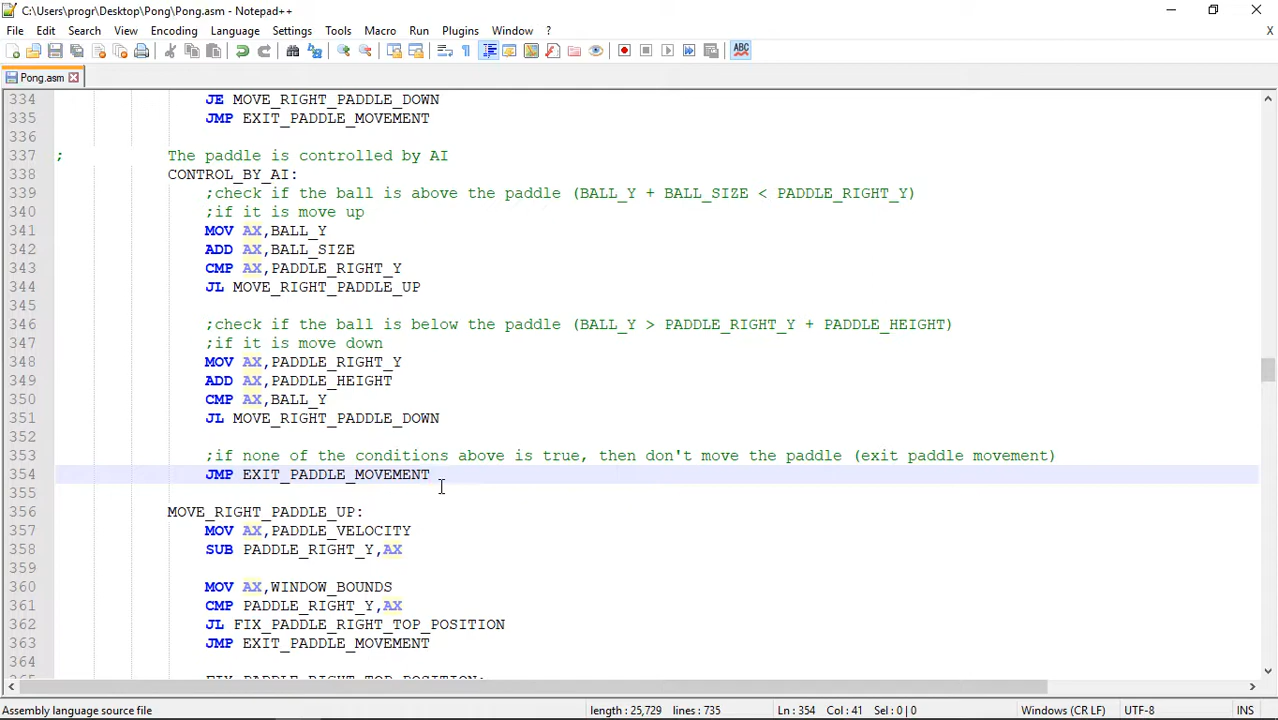 C:\Users\progr\Desktop\Pong\Pong.asm - Notepad++
File Edit Search View Encoding Language Settings Tools Macro Run Plugins Window ? X
ABC
Pong.asm
334 JE MOVE_RIGHT_PADDLE_DOWN
335 JMP EXIT_PADDLE_MOVEMENT
336
337 ; The paddle is controlled by AI
338 CONTROL_BY_AI:
339 ;check if the ball is above the paddle (BALL_Y + BALL_SIZE < PADDLE_RIGHT_Y)
340 ;if it is move up
341 MOV AX,BALL_Y
342 ADD AX,BALL_SIZE
343 CMP AX,PADDLE_RIGHT_Y
344 JL MOVE_RIGHT_PADDLE_UP
345
346 ;check if the ball is below the paddle (BALL_Y > PADDLE_RIGHT_Y + PADDLE_HEIGHT)
347 ;if it is move down
348 MOV AX,PADDLE_RIGHT_Y
349 ADD AX,PADDLE_HEIGHT
350 CMP AX,BALL_Y
351 JL MOVE_RIGHT_PADDLE_DOWN
352
353 ;if none of the conditions above is true, then don't move the paddle (exit paddle movement)
354 JMP EXIT_PADDLE_MOVEMENT
355
356 MOVE_RIGHT_PADDLE_UP:
357 MOV AX,PADDLE_VELOCITY
358 SUB PADDLE_RIGHT_Y,AX
359
360 MOV AX,WINDOW_BOUNDS
361 CMP PADDLE_RIGHT_Y,AX
362 JL FIX_PADDLE_RIGHT_TOP_POSITION
363 JMP EXIT_PADDLE_MOVEMENT
364
Assembly language source file length : 25,729 lines : 735 Ln : 354 Col : 41 Sel : 0 | 0 Windows (CR LF) UTF-8 INS